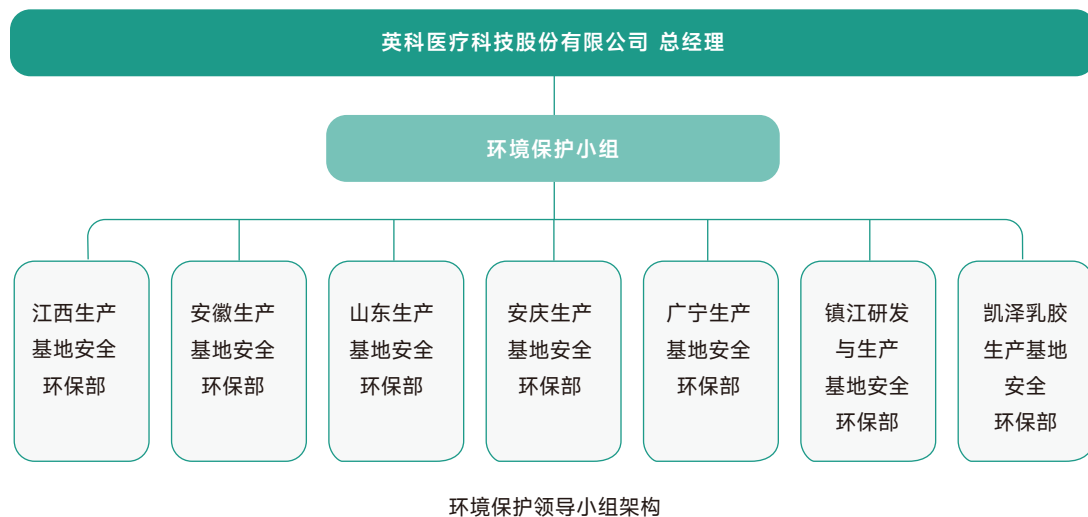 英科医疗科技股份有限公司 总经理
环境保护小组
江西生产
基地安全
环保部
安徽生产
基地安全
环保部
山东生产
基地安全
环保部
安庆生产
基地安全
环保部
广宁生产
基地安全
环保部
镇江研发
与生产
基地安全
环保部
凯泽乳胶
生产基地
安全
环保部
环境保护领导小组架构